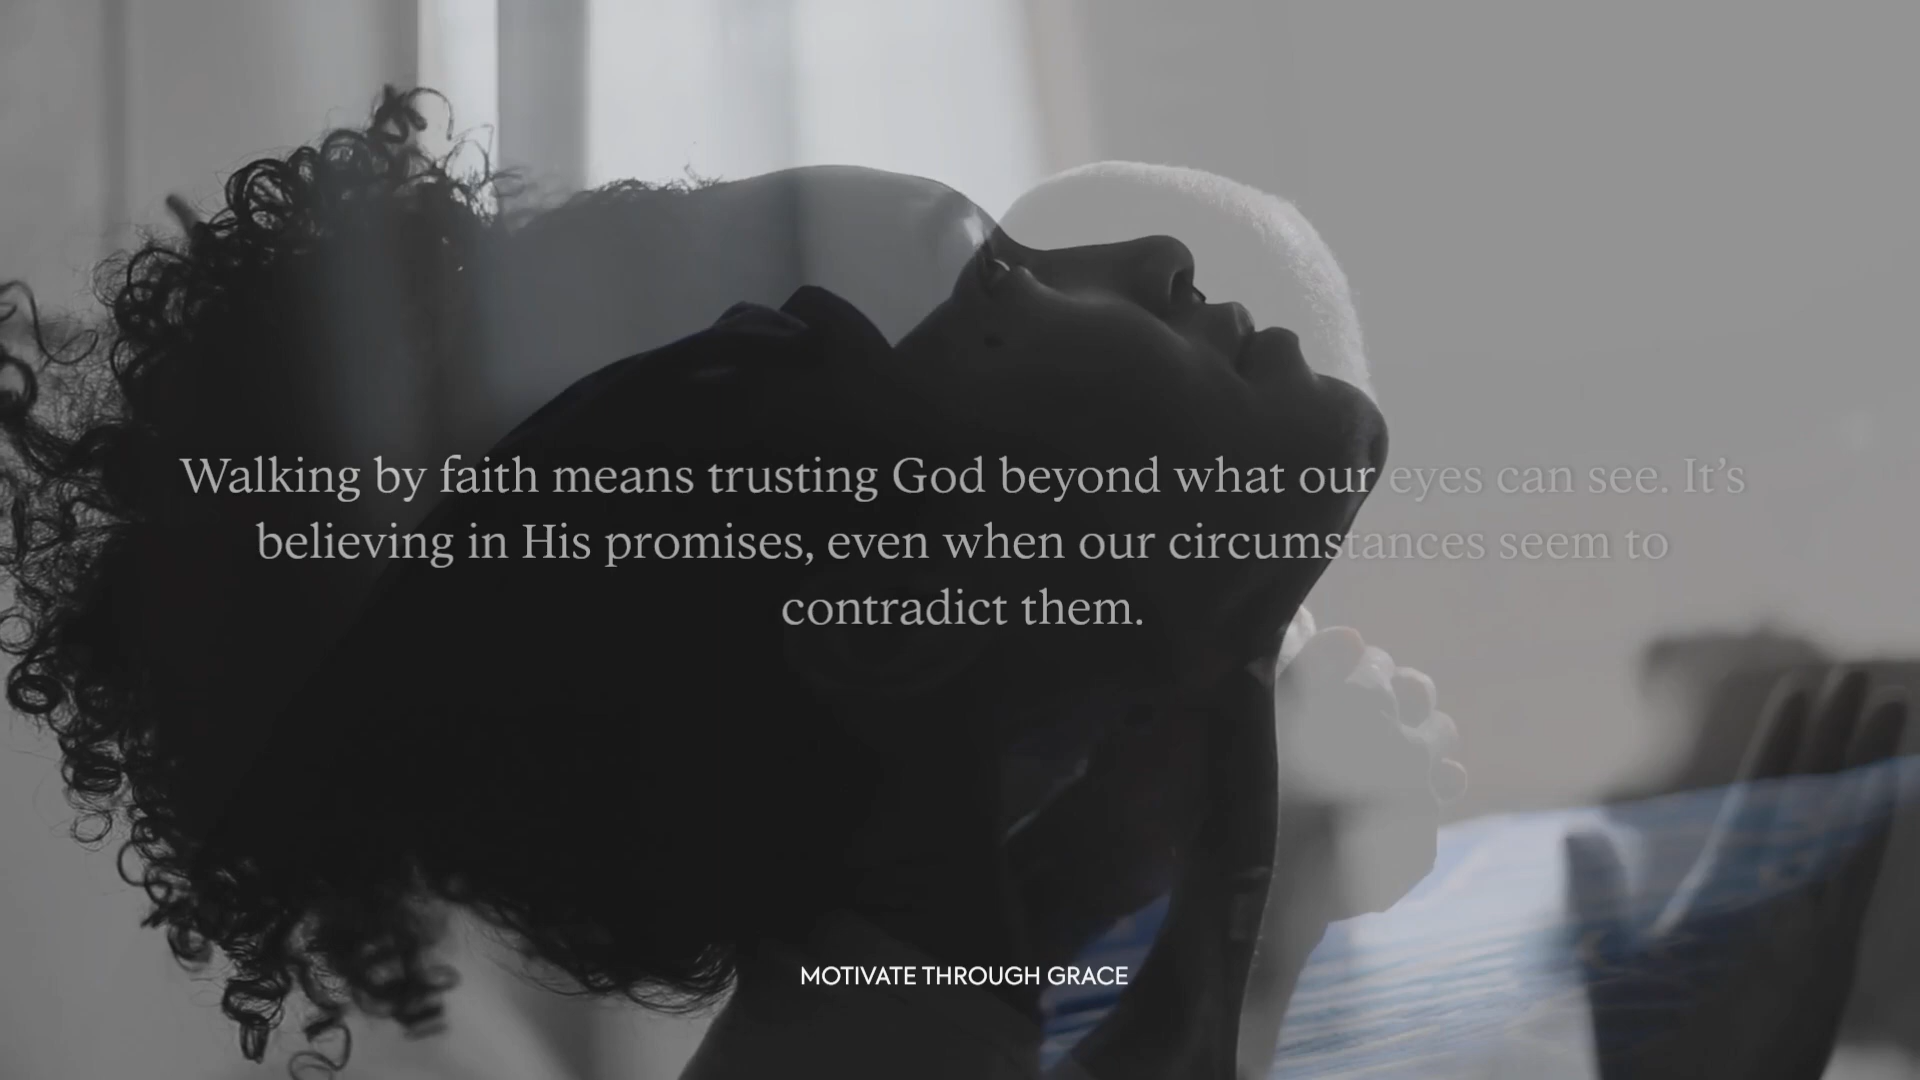 Walking by faith means trusting God beyond what our eyes can see. It’s
believing in His promises, even when our circumstances seem to
contradict them.
MOTIVATE THROUGH GRACE